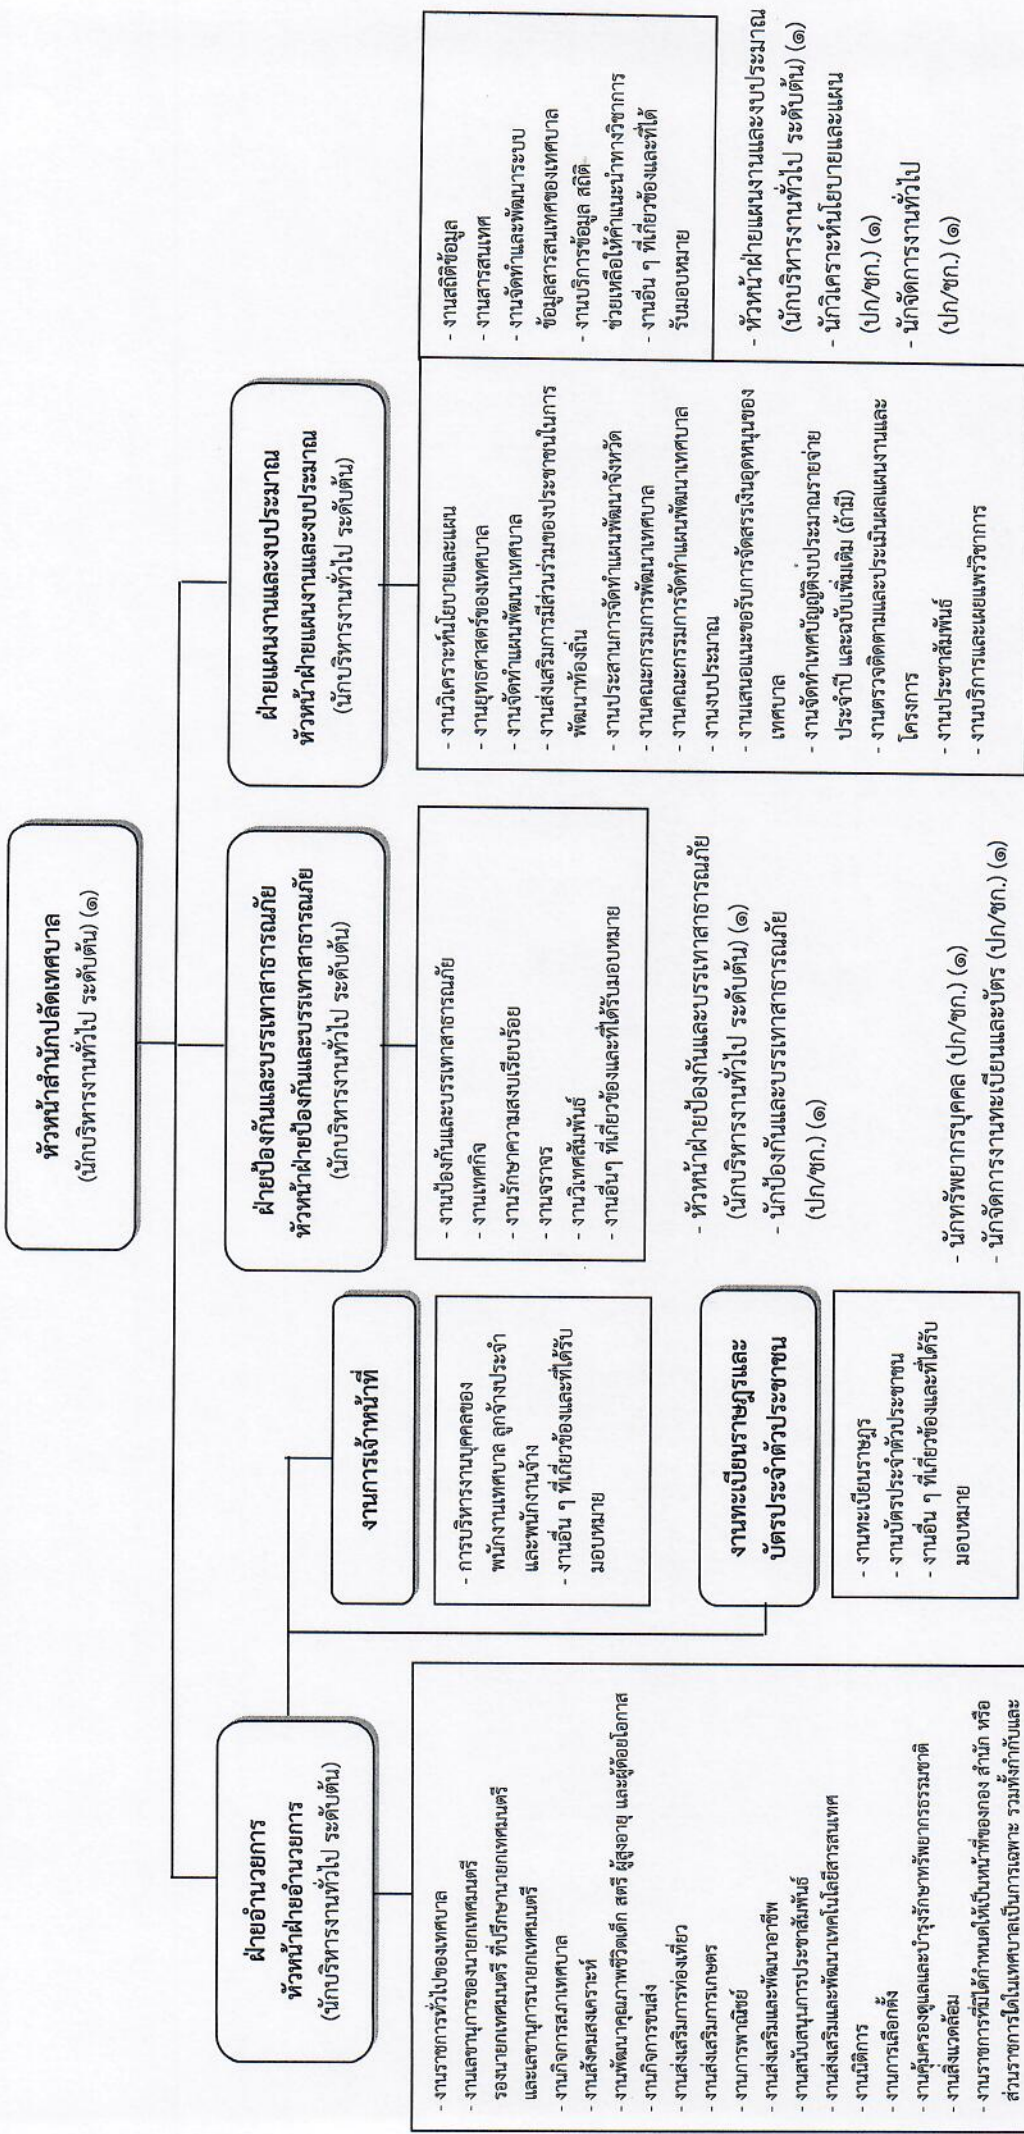 หัวหน้าสำนักปลัดเทศบาล
(นักบริหารงานทั่วไป ระดับต้น) (๑)
ฝ่ายอำนวยการ
หัวหน้าฝ่ายอำนวยการ
(นักบริหารงานทั่วไป ระดับต้น)
- งานราชการทั่วไปของเทศบาล
- งานเลขานุการของนายกเทศมนตรี
รองนายกเทศมนตรี ที่ปรึกษานายกเทศมนตรี
และเลขานุการนายกเทศมนตรี
- งานกิจการสภาเทศบาล
- งานสังคมสงเคราะห์
- งานพัฒนาคุณภาพชีวิตเด็ก สตรี ผู้สูงอายุ และผู้ด้อยโอกาส
- งานกิจการขนส่ง
- งานส่งเสริมการท่องเที่ยว
- งานส่งเสริมการเกษตร
- งานการพาณิชย์
- งานส่งเสริมและพัฒนาอาชีพ
- งานสนับสนุนการประชาสัมพันธ์
- งานส่งเสริมและพัฒนาเทคโนโลยีสารสนเทศ
- งานนิติการ
- งานการเลือกตั้ง
- งานคุ้มครองดูแลและบำรุงรักษาทรัพยากรธรรมชาติ
- งานสิ่งแวดล้อม
- งานราชการที่มิได้กำหนดให้เป็นหน้าที่ของกอง สำนัก หรือ
ส่วนราชการใดในเทศบาลเป็นการเฉพาะ รวมทั้งกำกับและ
งานการเจ้าหน้าที่
- การบริหารงานบุคคลของ
พนักงานเทศบาล ลูกจ้างประจำ
และพนักงานจ้าง
- งานอื่น ๆ ที่เกี่ยวข้องและที่ได้รับ
มอบหมาย
งานทะเบียนราษฎรและ
บัตรประจำตัวประชาชน
- งานทะเบียนราษฎร
- งานบัตรประจำตัวประชาชน
- งานอื่น ๆ ที่เกี่ยวข้องและที่ได้รับ
มอบหมาย
ฝ่ายป้องกันและบรรเทาสาธารณภัย
หัวหน้าฝ่ายป้องกันและบรรเทาสาธารณภัย
(นักบริหารงานทั่วไป ระดับต้น)
- งานป้องกันและบรรเทาสาธารณภัย
- งานเทศกิจ
- งานรักษาความสงบเรียบร้อย
- งานจราจร
- งานวิเทศสัมพันธ์
- งานอื่นๆ ที่เกี่ยวข้องและที่ได้รับมอบหมาย
- หัวหน้าฝ่ายป้องกันและบรรเทาสาธารณภัย
(นักบริหารงานทั่วไป ระดับต้น) (๑)
- นักป้องกันและบรรเทาสาธารณภัย
(ปก/ชก.) (๑)
- นักทรัพยากรบุคคล (ปก/ชก.) (๑)
- นักจัดการงานทะเบียนและบัตร (ปก/ชก.) (๑)
ฝ่ายแผนงานและงบประมาณ
หัวหน้าฝ่ายแผนงานและงบประมาณ
(นักบริหารงานทั่วไป ระดับต้น)
- งานวิเคราะห์นโยบายและแผน
- งานยุทธศาสตร์ของเทศบาล
- งานจัดทำแผนพัฒนาเทศบาล
- งานส่งเสริมการมีส่วนร่วมของประชาชนในการ
พัฒนาท้องถิ่น
- งานประสานการจัดทำแผนพัฒนาจังหวัด
- งานคณะกรรมการพัฒนาเทศบาล
- งานคณะกรรมการจัดทำแผนพัฒนาเทศบาล
- งานงบประมาณ
- งานเสนอแนะขอรับการจัดสรรเงินอุดหนุนของ
เทศบาล
- งานจัดทำเทศบัญญัติงบประมาณรายจ่าย
ประจำปี และฉบับเพิ่มเติม (ถ้ามี)
- งานตรวจติดตามและประเมินผลแผนงานและ
โครงการ
- งานประชาสัมพันธ์
- งานบริการและเผยแพร่วิชาการ
- งานสถิติข้อมูล
- งานสารสนเทศ
- งานจัดทำและพัฒนาระบบ
ข้อมูลสารสนเทศของเทศบาล
- งานบริการข้อมูล สถิติ
ช่วยเหลือให้คำแนะนำทางวิชาการ
- งานอื่น ๆ ที่เกี่ยวข้องและที่ได้
รับมอบหมาย
- หัวหน้าฝ่ายแผนงานและงบประมาณ
(นักบริหารงานทั่วไป ระดับต้น) (๑)
- นักวิเคราะห์นโยบายและแผน
(ปก/ชก.) (๑)
- นักจัดการงานทั่วไป
(ปก/ชก.) (๑)